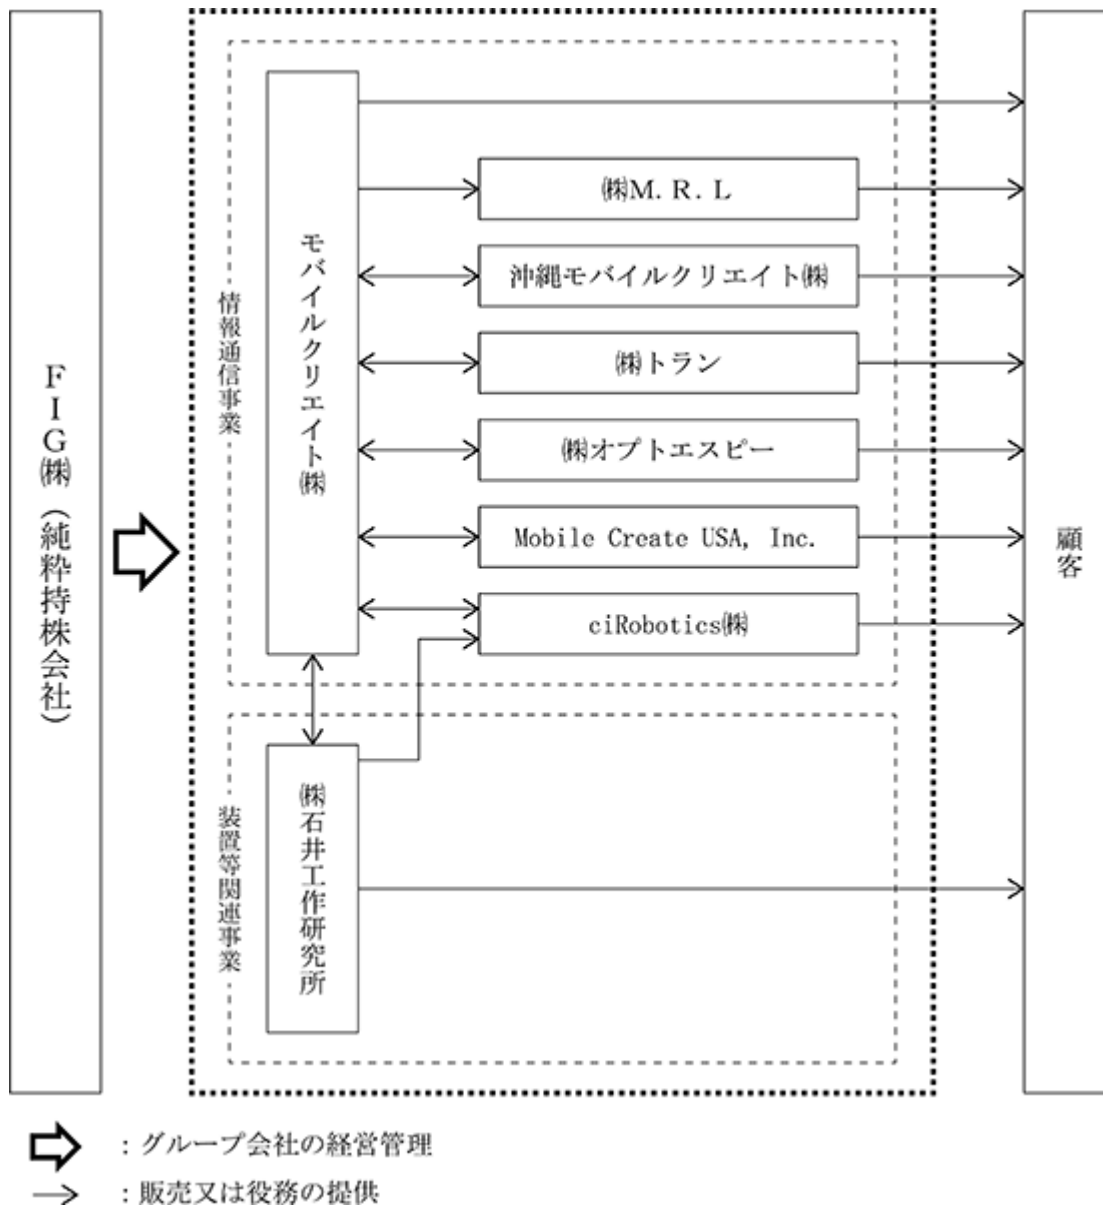 FIG㈱（純粋持株会社）
情報通信事業
モバイルクリエイト㈱
㈱M.R.L
沖縄モバイルクリエイト㈱
㈱トラン
㈱オプトエスピー
Mobile Create USA, Inc.
ciRobotics㈱
装置等関連事業
㈱石井工作研究所
顧客
：グループ会社の経営管理
：販売又は役務の提供